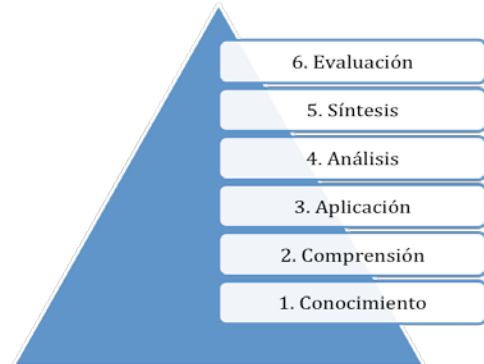 6. Evaluación
5. Síntesis
4. Análisis
3. Aplicación
2. Comprensión
1. Conocimiento